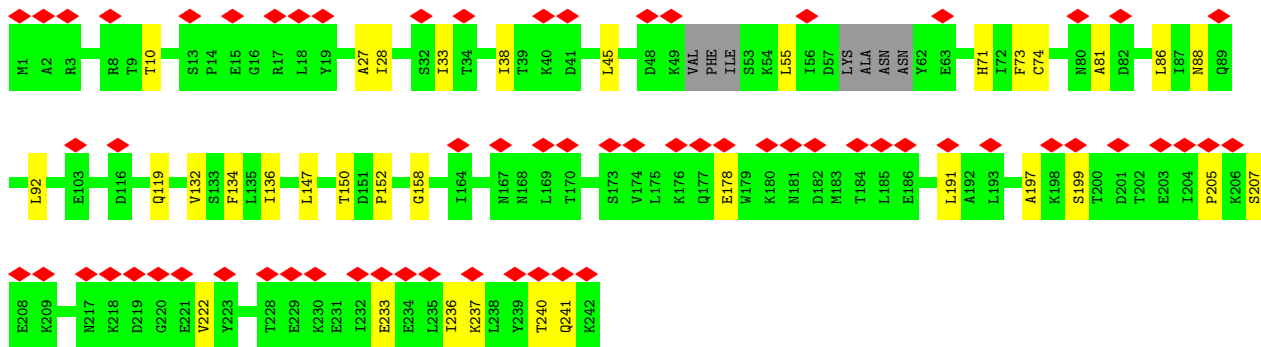 M1 A2 R3 R8 T9 T10 S13 P14 E15 G16 R17 L18 Y19 A27 I28 S32 I33 T34 I38 T39 K40 D41 L45 D48 K49 VAL PHE ILE S53 K54 L55 I56 D57 LYS ALA ASN ASN Y62 E63 H71 I72 F73 C74 N80 A81 D82 L86 I87 N88 Q89
L92 E103 D116 Q119 V132 S133 F134 L135 I136 L147 T150 D151 P152 G158 I164 N167 N168 L169 T170 S173 V174 L175 K176 Q177 E178 W179 K180 N181 D182 M183 T184 L185 E186 L191 A192 L193 A197 K198 S199 T200 D201 T202 E203 I204 P205 K206 S207
E208 K209 N217 K218 D219 G220 E221 V222 Y223 T228 E229 K230 E231 I232 E233 E234 L235 I236 K237 L238 Y239 T240 Q241 K242